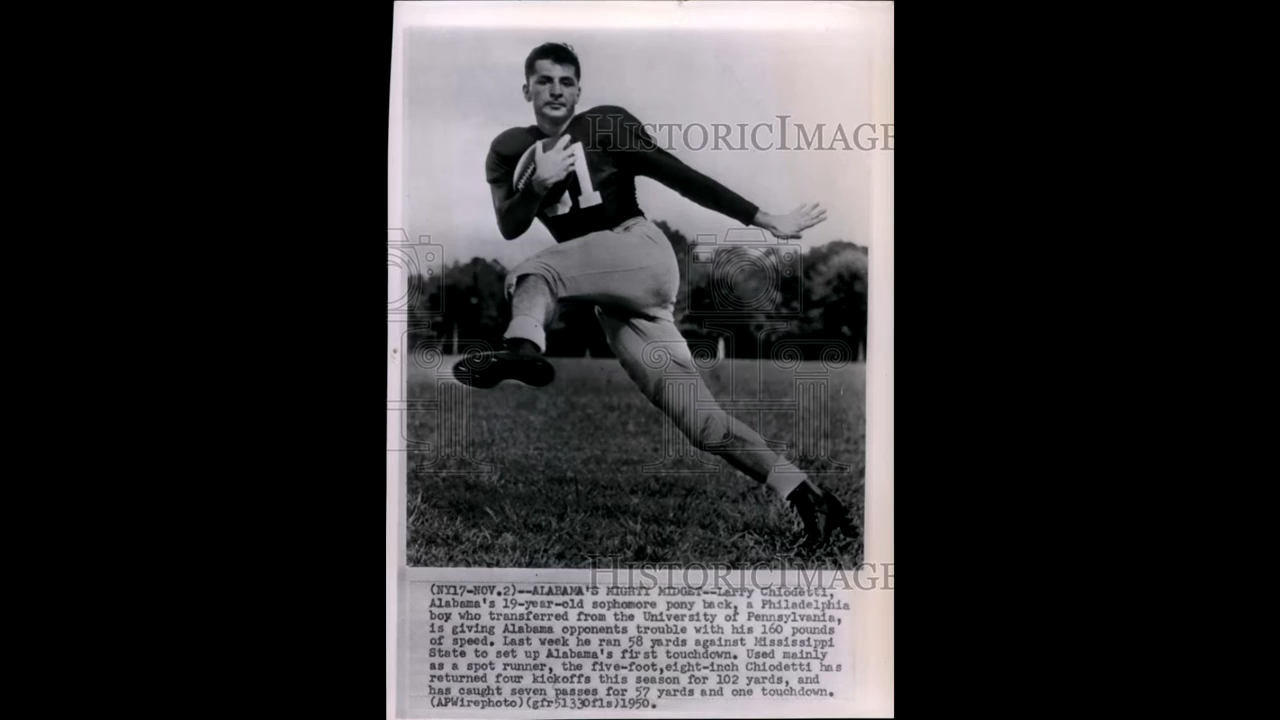 HISTORICIMAGES
1
(NY17-NOV.2)--ALABAMA'S MIGHTY MIDGET--Larry Chiodetti,
Alabama's 19-year-old sophomore pony back, a Philadelphia
boy who transferred from the University of Pennsylvania,
is giving Alabama opponents trouble with his 160 pounds
of speed. Last week he ran 58 yards against Mississippi
State to set up Alabama's first touchdown. Used mainly
as a spot runner, the five-foot,eight-inch Chiodetti has
returned four kickoffs this season for 102 yards, and
has caught seven passes for 57 yards and one touchdown.
(APWirephoto)(gfr51330fls)1950.
HISTORICIMAGES